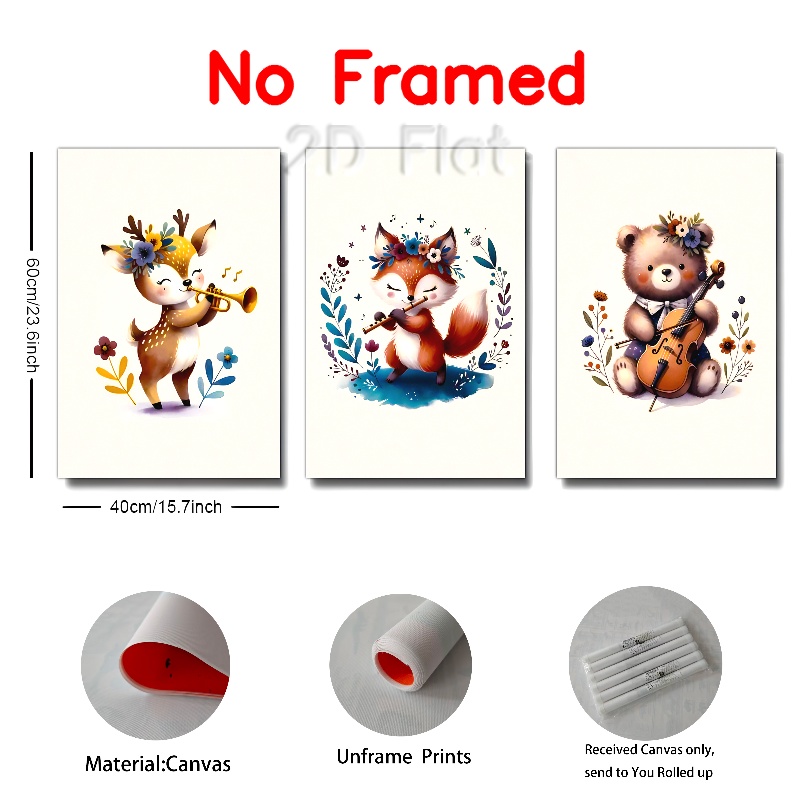 No Framed
2D Flat
60cm/23.6inch
40cm/15.7inch
Material:Canvas
Unframe Prints
Received Canvas only,
send to You Rolled up